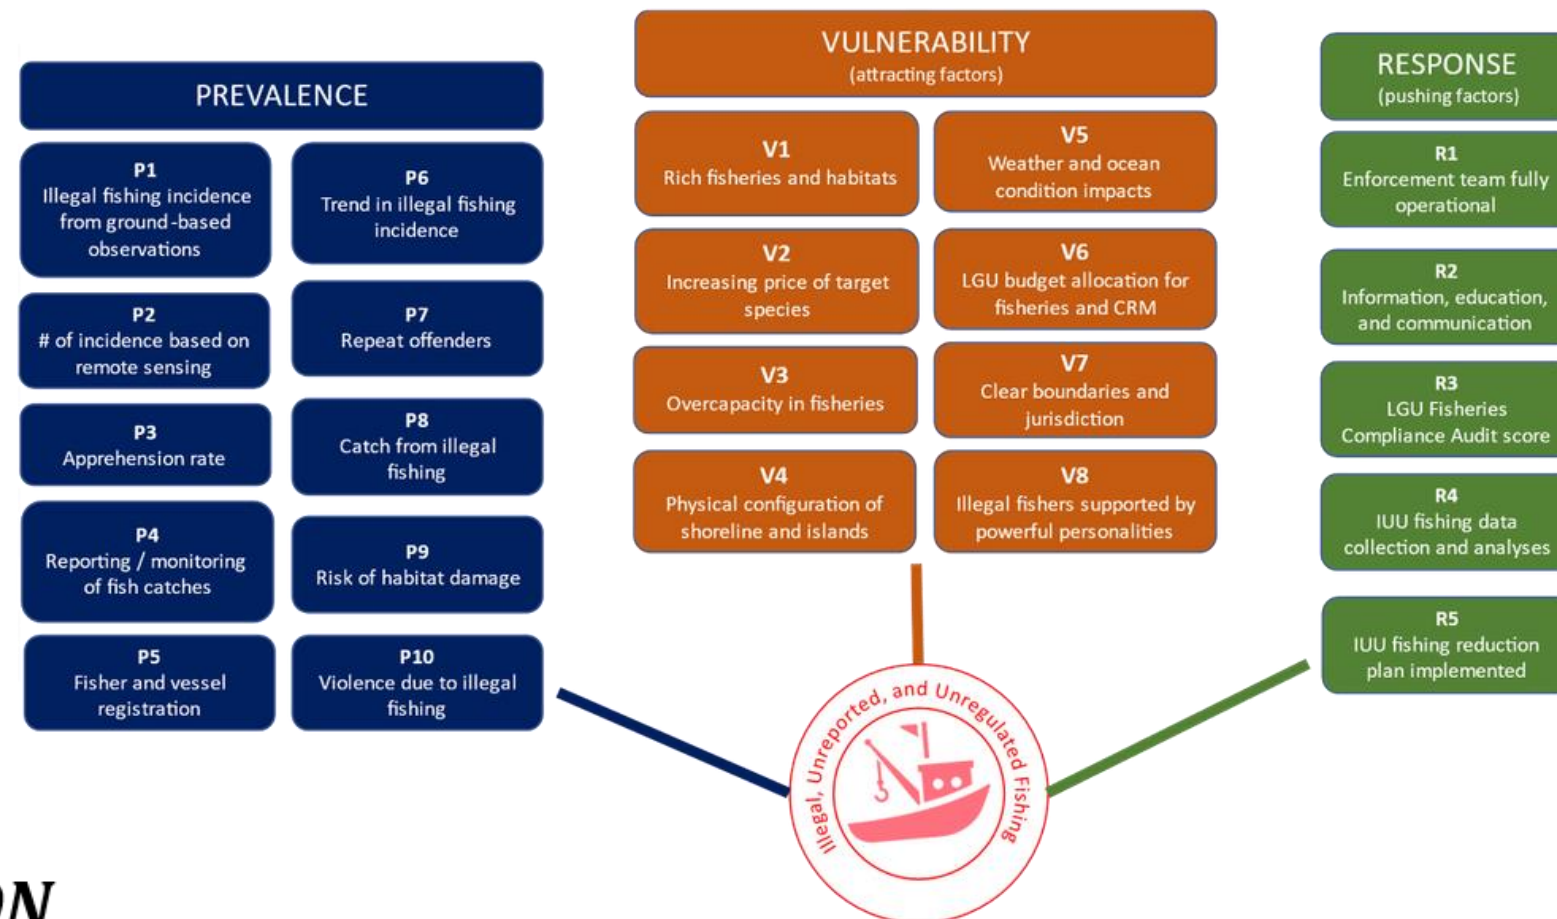 PREVALENCE
P1
Illegal fishing incidence
from ground-based
observations
P2
# of incidence based on
remote sensing
P3
Apprehension rate
P4
Reporting / monitoring
of fish catches
P5
Fisher and vessel
registration
P6
Trend in illegal fishing
incidence
P7
Repeat offenders
P8
Catch from illegal
fishing
P9
Risk of habitat damage
P10
Violence due to illegal
fishing
VULNERABILITY
(attracting factors)
V1
Rich fisheries and habitats
V2
Increasing price of target
species
V3
Overcapacity in fisheries
V4
Physical configuration of
shoreline and islands
V5
Weather and ocean
condition impacts
V6
LGU budget allocation for
fisheries and CRM
V7
Clear boundaries and
jurisdiction
V8
Illegal fishers supported by
powerful personalities
RESPONSE
(pushing factors)
R1
Enforcement team fully
operational
R2
Information, education,
and communication
R3
LGU Fisheries
Compliance Audit score
R4
IUU fishing data
collection and analyses
R5
IUU fishing reduction
plan implemented
Illegal, Unreported, and Unregulated Fishing